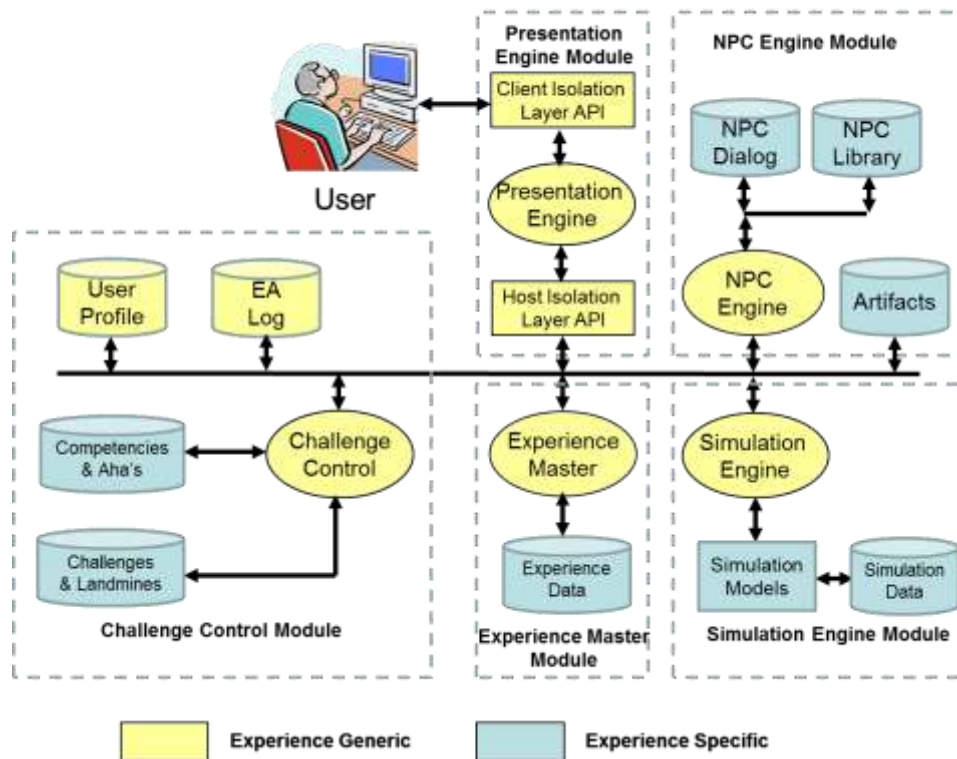 Presentation
Engine Module
Client Isolation
Layer API
Presentation
Engine
Host Isolation
Layer API
NPC Engine Module
NPC
Dialog
NPC
Library
NPC
Engine
Artifacts
User
User
Profile
EA
Log
Competencies
& Aha's
Challenge
Control
Challenges
& Landmines
Challenge Control Module
Experience
Master
Experience
Data
Experience Master
Module
Simulation
Engine
Simulation
Models
Simulation
Data
Simulation Engine Module
Experience Generic
Experience Specific